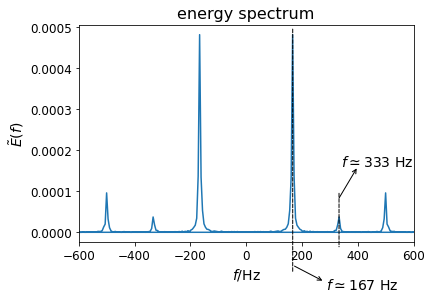 energy spectrum
0.0005
0.0004
0.0003
0.0002
0.0001
0.0000
Ẽ(f)
f ≃ 333 Hz
−600 −400 −200 0 200 400 600
f/Hz
f ≃ 167 Hz